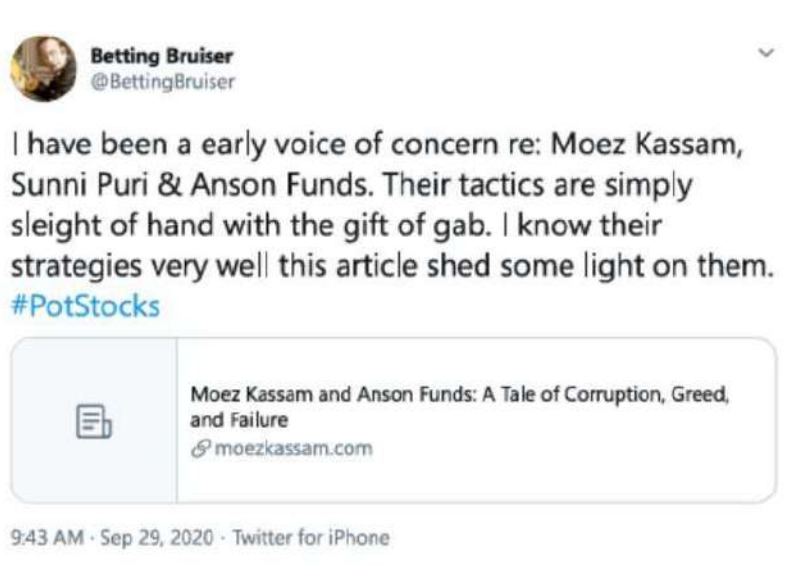 Betting Bruiser
@BettingBruiser
I have been a early voice of concern re: Moez Kassam,
Sunni Puri & Anson Funds. Their tactics are simply
sleight of hand with the gift of gab. I know their
strategies very well this article shed some light on them.
#PotStocks
Moez Kassam and Anson Funds: A Tale of Corruption, Greed,
and Failure
moezkassam.com
9:43 AM · Sep 29, 2020 · Twitter for iPhone